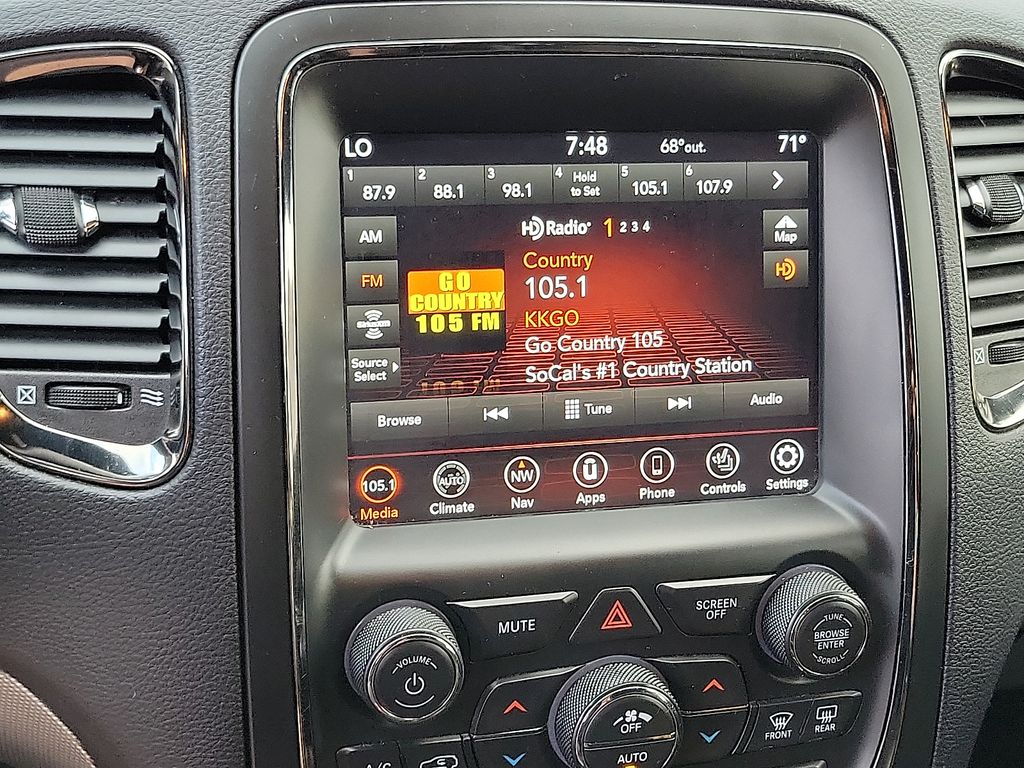 LO 7:48 68°out. 71°
1 87.9 2 88.1 3 98.1 4 Hold to Set 5 105.1 6 107.9
HD Radio 1 2 3 4
AM
Map
Country
FM
HD
GO
COUNTRY
105 FM
105.1
KKGO
SiriusXM
Go Country 105
Source
Select
SoCal's #1 Country Station
Browse Tune Audio
105.1 AUTO NW
Media Climate Nav Apps Phone Controls Settings
MUTE
SCREEN
OFF
VOLUME
TUNE
BROWSE
ENTER
SCROLL
OFF
AUTO
FRONT
REAR
A/C